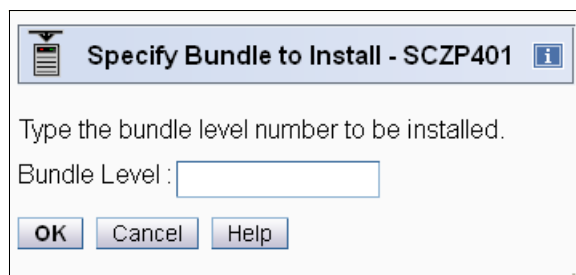 Specify Bundle to Install - SCZP401 i
Type the bundle level number to be installed.
Bundle Level :
OK Cancel Help